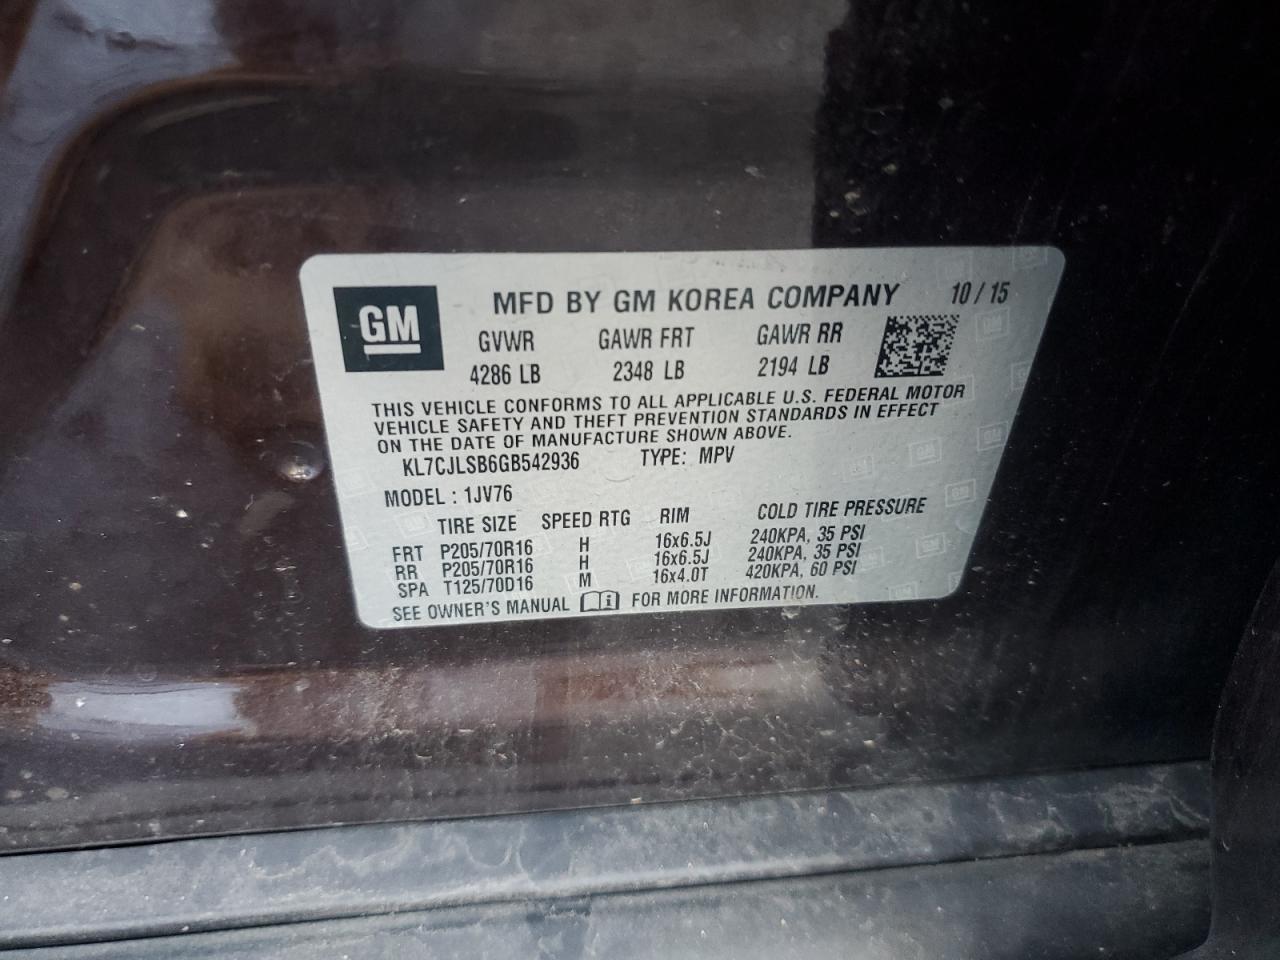 GM
MFD BY GM KOREA COMPANY 10 / 15
GVWR GAWR FRT GAWR RR
4286 LB 2348 LB 2194 LB
THIS VEHICLE CONFORMS TO ALL APPLICABLE U.S. FEDERAL MOTOR
VEHICLE SAFETY AND THEFT PREVENTION STANDARDS IN EFFECT
ON THE DATE OF MANUFACTURE SHOWN ABOVE.
KL7CJLSB6GB542936 TYPE: MPV
MODEL : 1JV76
TIRE SIZE SPEED RTG RIM COLD TIRE PRESSURE
FRT P205/70R16 H 16x6.5J 240KPA, 35 PSI
RR P205/70R16 H 16x6.5J 240KPA, 35 PSI
SPA T125/70D16 M 16x4.0T 420KPA, 60 PSI
SEE OWNER'S MANUAL FOR MORE INFORMATION.